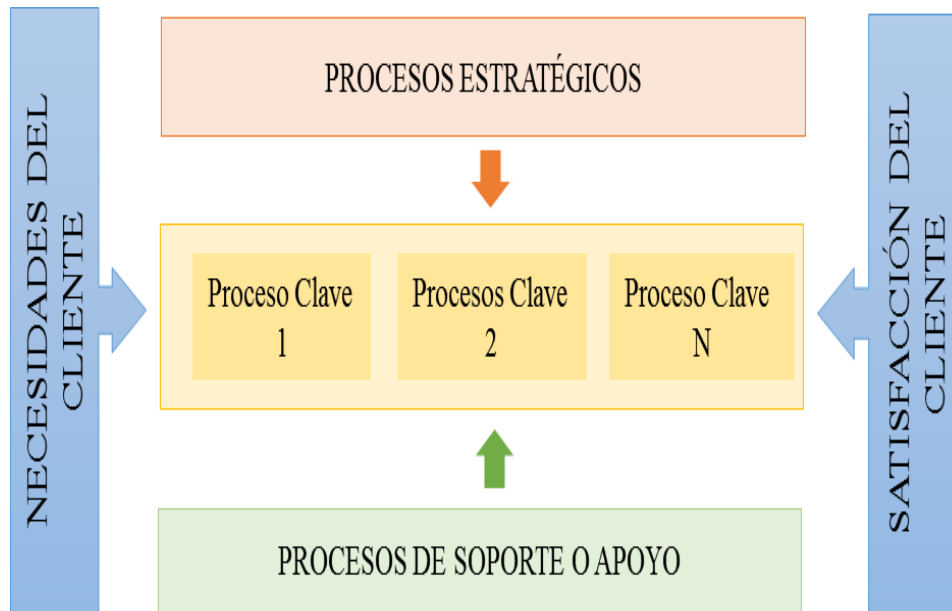 PROCESOS ESTRATÉGICOS
NECESIDADES DEL
CLIENTE
Proceso Clave
1
Procesos Clave
2
Proceso Clave
N
SATISFACCIÓN DEL
CLIENTE
PROCESOS DE SOPORTE O APOYO